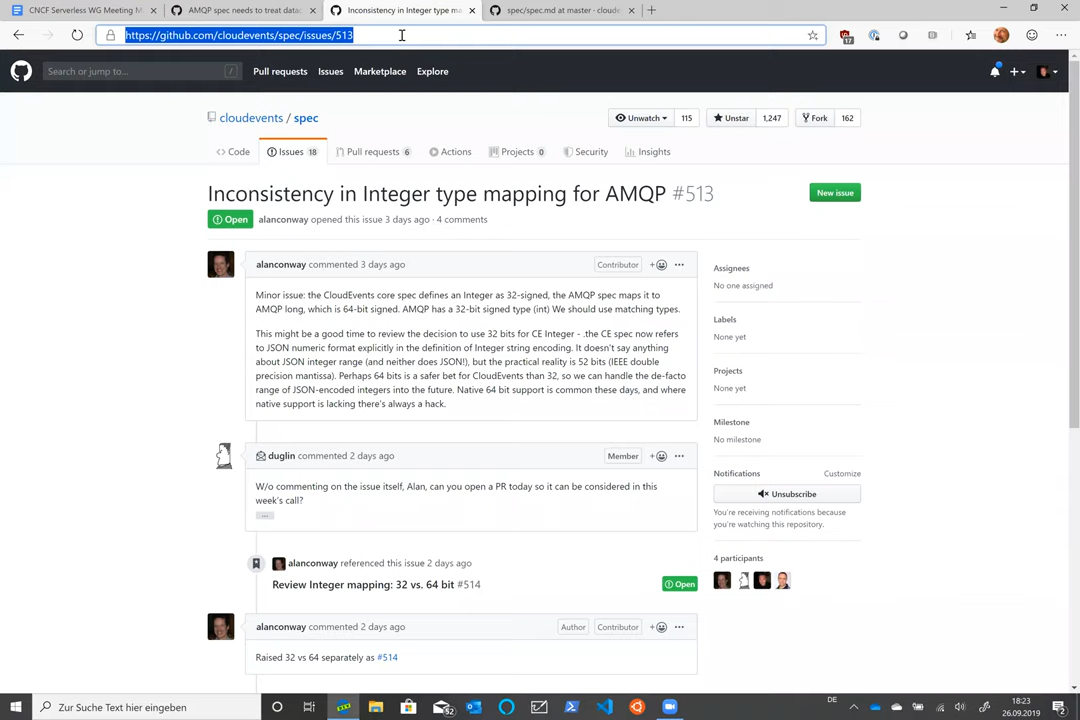 CNCF Serverless WG Meeting M
AMQP spec needs to treat datac
Inconsistency in Integer type ma
spec/spec.md at master · cloude
https://github.com/cloudevents/spec/issues/513
17
Search or jump to...
/
Pull requests
Issues
Marketplace
Explore
cloudevents / spec
Unwatch 115
Unstar 1,247
Fork 162
<> Code
Issues 18
Pull requests 6
Actions
Projects 0
Security
Insights
Inconsistency in Integer type mapping for AMQP #513
New issue
Open
alanconway opened this issue 3 days ago · 4 comments
alanconway commented 3 days ago
Contributor
Minor issue: the CloudEvents core spec defines an Integer as 32-signed, the AMQP spec maps it to
AMQP long, which is 64-bit signed. AMQP has a 32-bit signed type (int) We should use matching types.
This might be a good time to review the decision to use 32 bits for CE Integer - .the CE spec now refers
to JSON numeric format explicitly in the definition of Integer string encoding. It doesn't say anything
about JSON integer range (and neither does JSON!), but the practical reality is 52 bits (IEEE double
precision mantissa). Perhaps 64 bits is a safer bet for CloudEvents than 32, so we can handle the de-facto
range of JSON-encoded integers into the future. Native 64 bit support is common these days, and where
native support is lacking there's always a hack.
duglin commented 2 days ago
Member
W/o commenting on the issue itself, Alan, can you open a PR today so it can be considered in this
week's call?
...
alanconway referenced this issue 2 days ago
Review Integer mapping: 32 vs. 64 bit #514
Open
alanconway commented 2 days ago
Author
Contributor
Raised 32 vs 64 separately as #514
Assignees
No one assigned
Labels
None yet
Projects
None yet
Milestone
No milestone
Notifications
Customize
Unsubscribe
You're receiving notifications because
you're watching this repository.
4 participants
Zur Suche Text hier eingeben
52
DE
18:23
26.09.2019
2